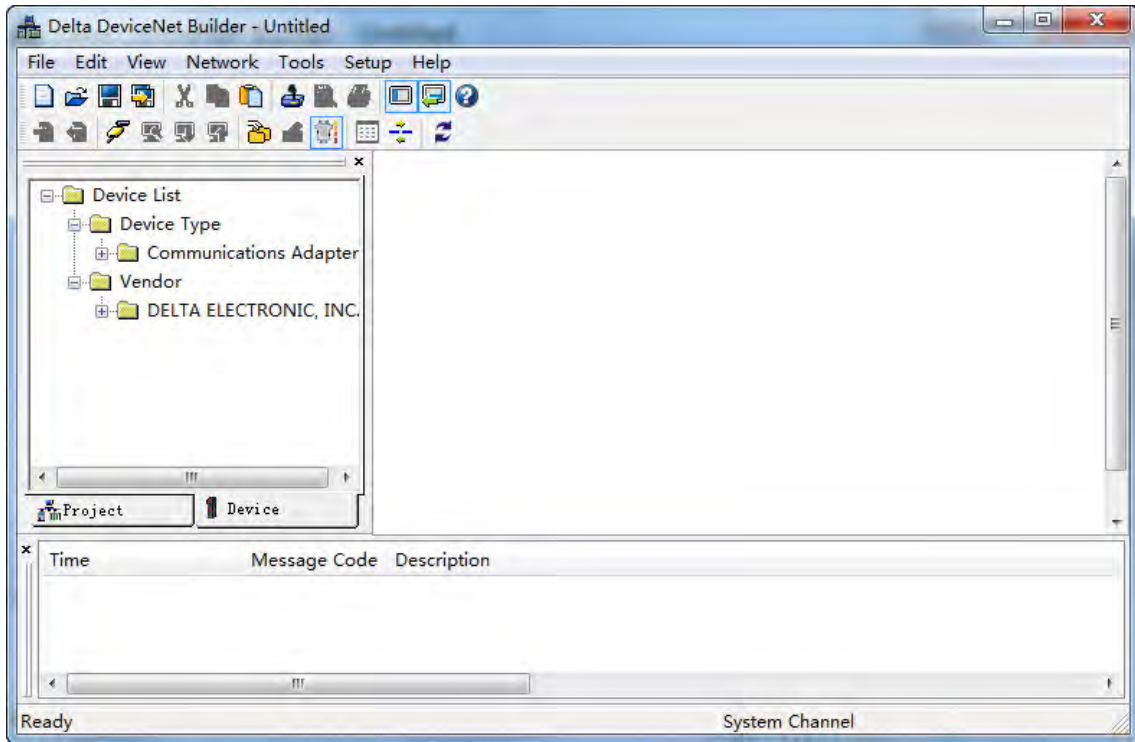 Delta DeviceNet Builder - Untitled
File Edit View Network Tools Setup Help
Device List
Device Type
Communications Adapter
Vendor
DELTA ELECTRONIC, INC.
Project Device
Time Message Code Description
Ready System Channel